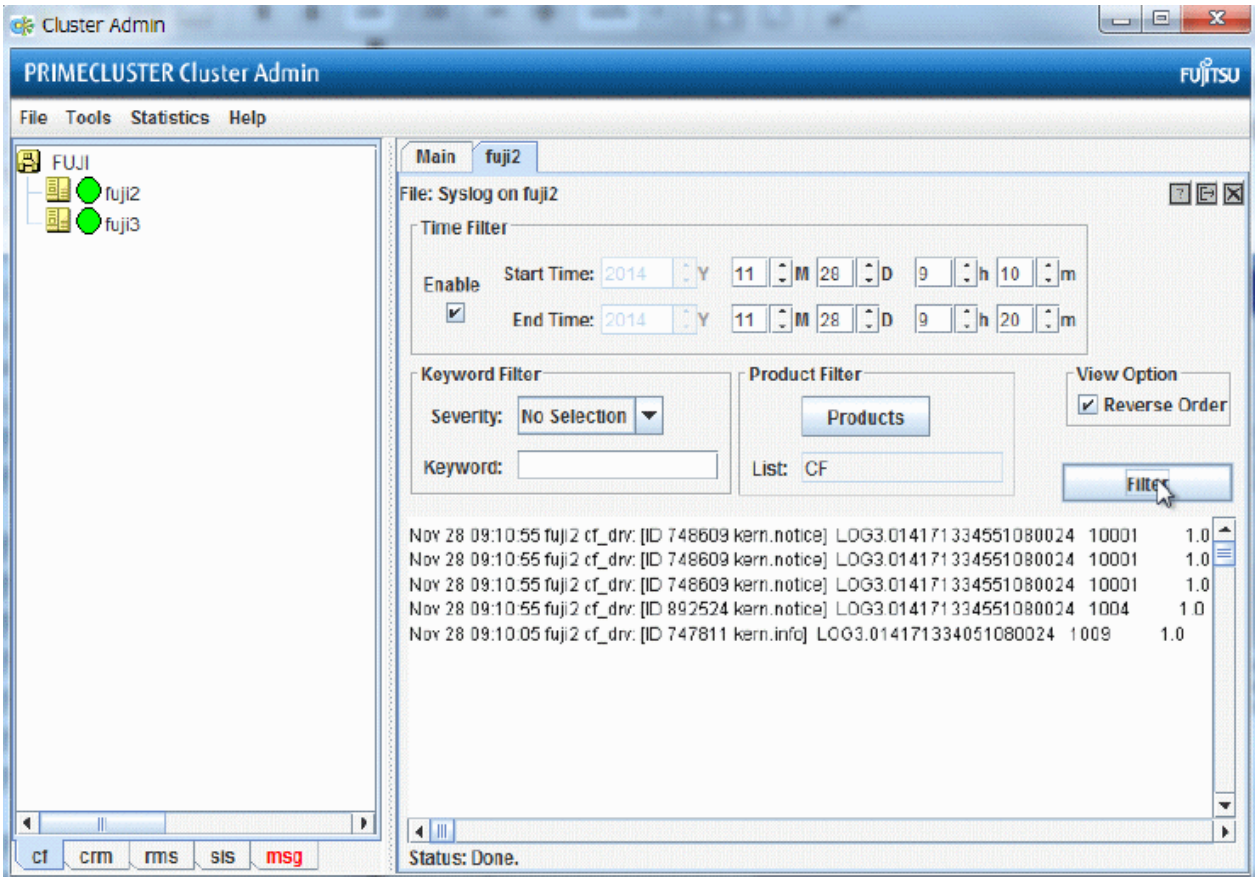 Cluster Admin
PRIMECLUSTER Cluster Admin
FUJITSU
File Tools Statistics Help
FUJI
fuji2
fuji3
Main fuji2
File: Syslog on fuji2
Time Filter
Enable
Start Time: 2014 Y 11 M 28 D 9 h 10 m
End Time: 2014 Y 11 M 28 D 9 h 20 m
Keyword Filter
Severity: No Selection
Keyword:
Product Filter
Products
List: CF
View Option
Reverse Order
Filter
Nov 28 09:10:55 fuji2 cf_drv: [ID 748609 kern.notice] LOG3.014171334551080024 10001 1.0
Nov 28 09:10:55 fuji2 cf_drv: [ID 748609 kern.notice] LOG3.014171334551080024 10001 1.0
Nov 28 09:10:55 fuji2 cf_drv: [ID 748609 kern.notice] LOG3.014171334551080024 10001 1.0
Nov 28 09:10:55 fuji2 cf_drv: [ID 892524 kern.notice] LOG3.014171334551080024 1004 1.0
Nov 28 09:10:05 fuji2 cf_drv: [ID 747811 kern.info] LOG3.014171334051080024 1009 1.0
Status: Done.
cf crm rms sis msg